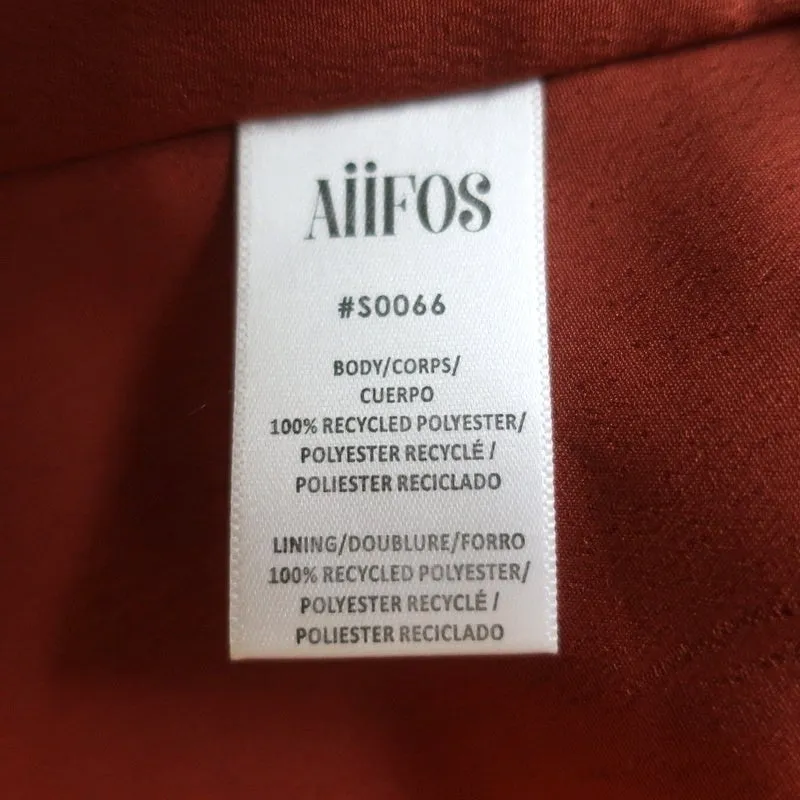 AiiFOS
#S0066
BODY/CORPS/
CUERPO
100% RECYCLED POLYESTER/
POLYESTER RECYCLÉ /
POLIESTER RECICLADO
LINING/DOUBLURE/FORRO
100% RECYCLED POLYESTER/
POLYESTER RECYCLÉ /
POLIESTER RECICLADO